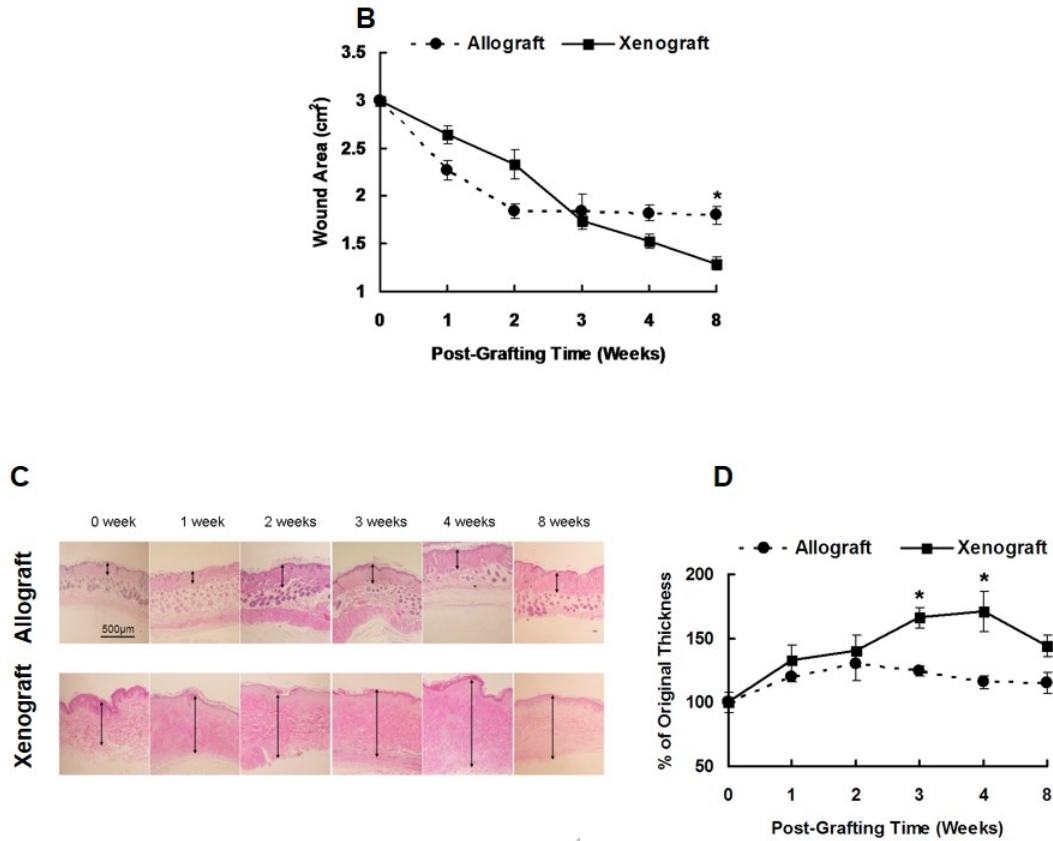 B
Allograft Xenograft
3.5
3
2.5
2
1.5
1
Wound Area (cm²)
0 1 2 3 4 8
Post-Grafting Time (Weeks)
*
C
0 week 1 week 2 weeks 3 weeks 4 weeks 8 weeks
Allograft
500µm
Xenograft
D
Allograft Xenograft
200
150
100
50
% of Original Thickness
* *
0 1 2 3 4 8
Post-Grafting Time (Weeks)